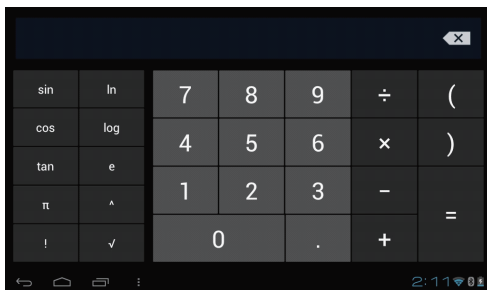 sin ln 7 8 9 ÷ (
cos log 4 5 6 × )
tan e 1 2 3 −
π ^ =
! √ 0 . +
2:11